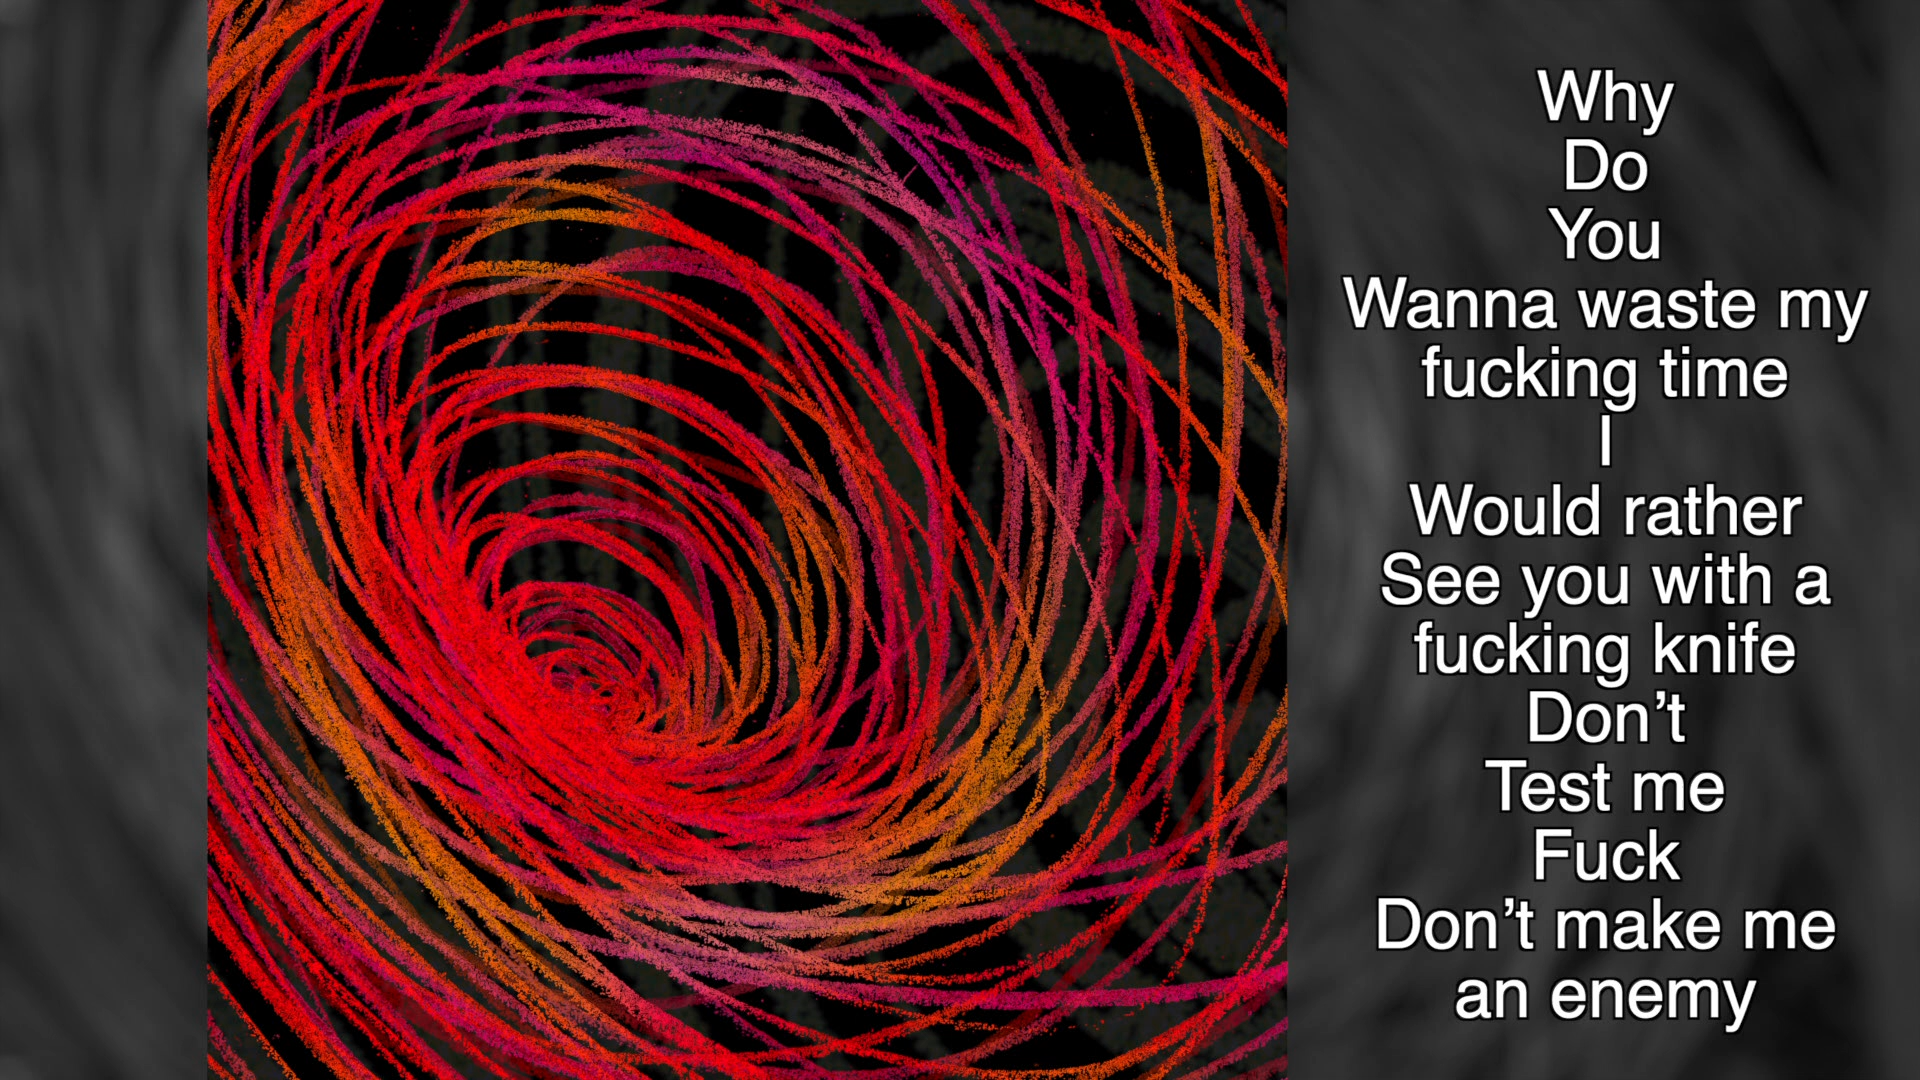 Why
Do
You
Wanna waste my
fucking time
I
Would rather
See you with a
fucking knife
Don’t
Test me
Fuck
Don’t make me
an enemy